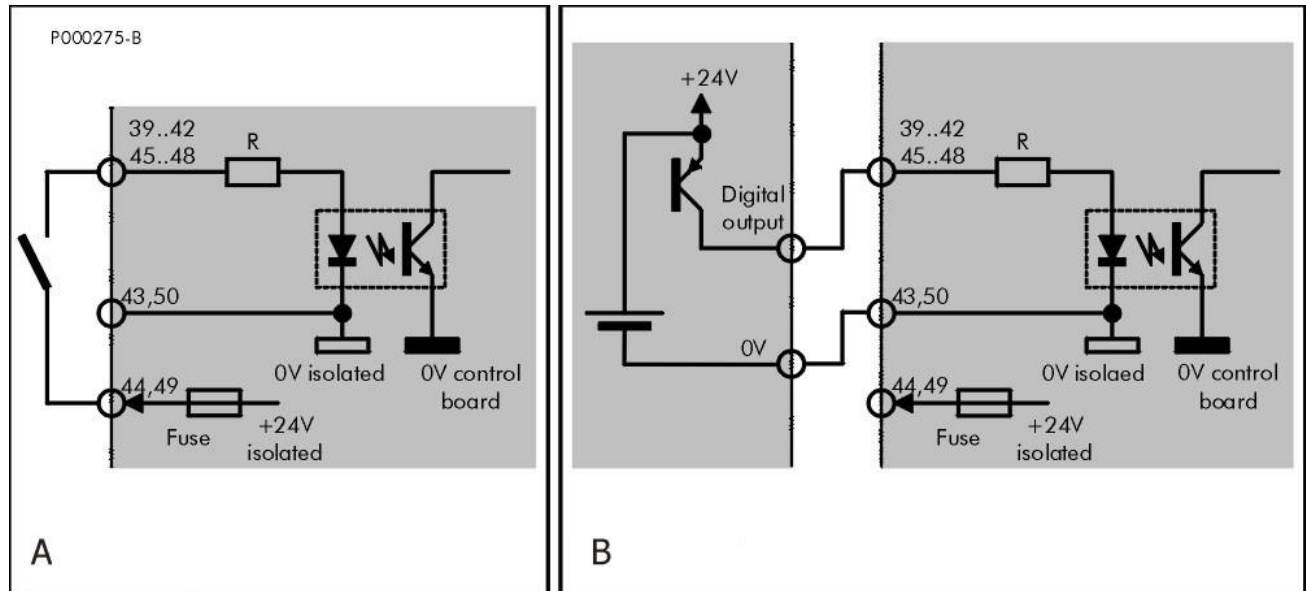 P000275-B
39..42
45..48
R
43,50
0V isolated
0V control
board
44,49
Fuse
+24V
isolated
A
+24V
Digital
output
0V
39..42
45..48
R
43,50
0V isolaed
0V control
board
44,49
Fuse
+24V
isolated
B